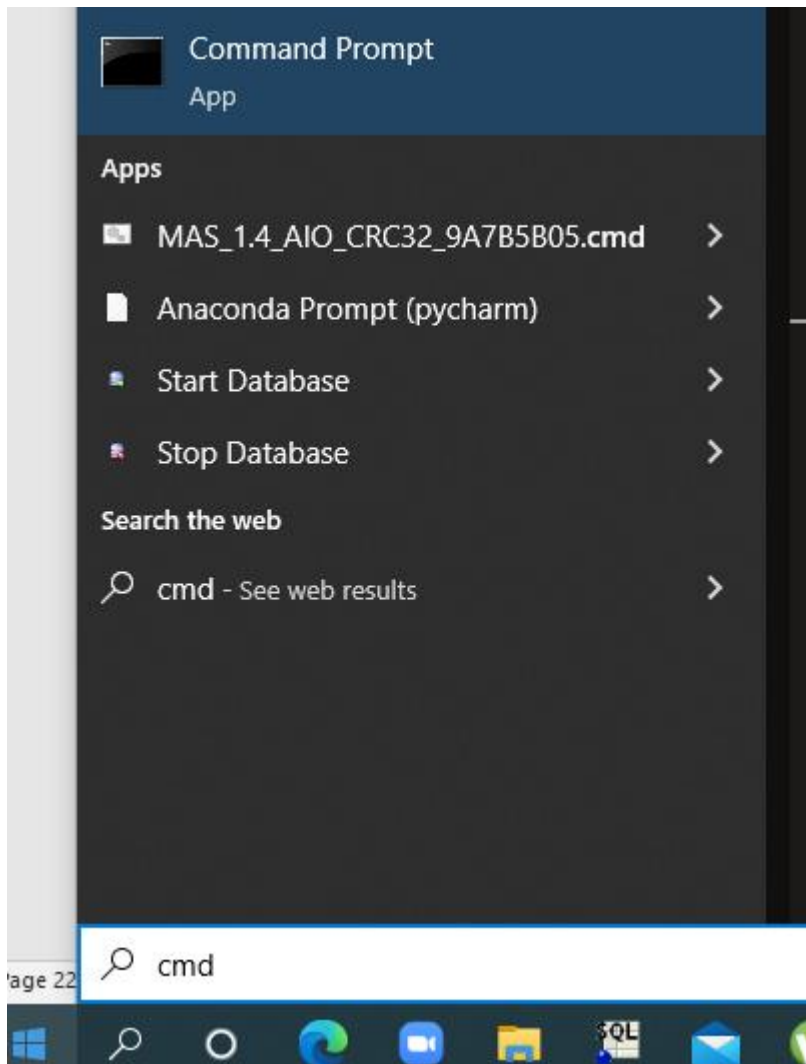 Command Prompt
App
Apps
MAS_1.4_AIO_CRC32_9A7B5B05.cmd
Anaconda Prompt (pycharm)
Start Database
Stop Database
Search the web
cmd - See web results
cmd
Page 22
SQL